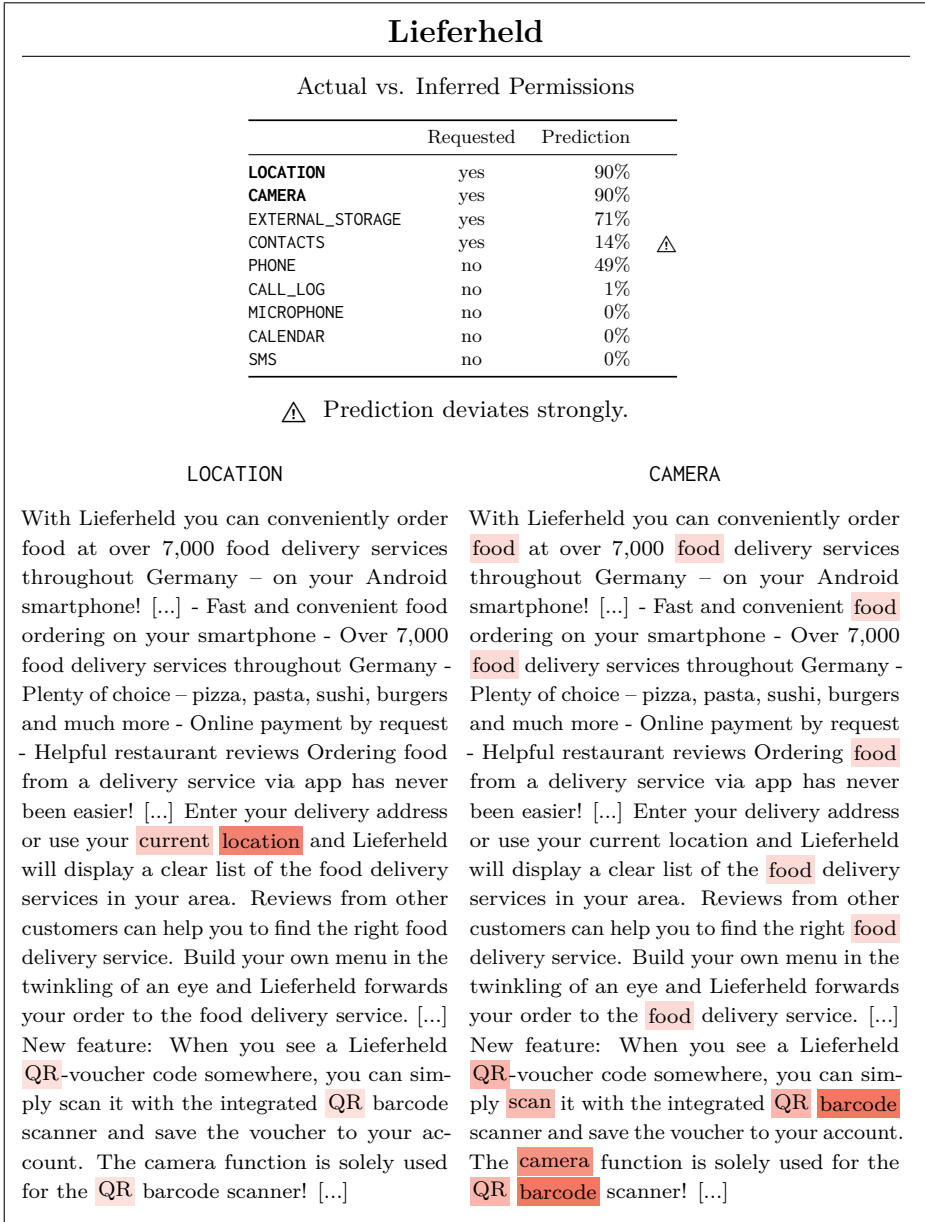 Lieferheld
Actual vs. Inferred Permissions
Requested Prediction
LOCATION yes 90%
CAMERA yes 90%
EXTERNAL_STORAGE yes 71%
CONTACTS yes 14% ⚠
PHONE no 49%
CALL_LOG no 1%
MICROPHONE no 0%
CALENDAR no 0%
SMS no 0%
⚠ Prediction deviates strongly.
LOCATION
With Lieferheld you can conveniently order
food at over 7,000 food delivery services
throughout Germany – on your Android
smartphone! [...] - Fast and convenient food
ordering on your smartphone - Over 7,000
food delivery services throughout Germany -
Plenty of choice – pizza, pasta, sushi, burgers
and much more - Online payment by request
- Helpful restaurant reviews Ordering food
from a delivery service via app has never
been easier! [...] Enter your delivery address
or use your current location and Lieferheld
will display a clear list of the food delivery
services in your area. Reviews from other
customers can help you to find the right food
delivery service. Build your own menu in the
twinkling of an eye and Lieferheld forwards
your order to the food delivery service. [...]
New feature: When you see a Lieferheld
QR-voucher code somewhere, you can sim-
ply scan it with the integrated QR barcode
scanner and save the voucher to your ac-
count. The camera function is solely used
for the QR barcode scanner! [...]
CAMERA
With Lieferheld you can conveniently order
food at over 7,000 food delivery services
throughout Germany – on your Android
smartphone! [...] - Fast and convenient food
ordering on your smartphone - Over 7,000
food delivery services throughout Germany -
Plenty of choice – pizza, pasta, sushi, burgers
and much more - Online payment by request
- Helpful restaurant reviews Ordering food
from a delivery service via app has never
been easier! [...] Enter your delivery address
or use your current location and Lieferheld
will display a clear list of the food delivery
services in your area. Reviews from other
customers can help you to find the right food
delivery service. Build your own menu in the
twinkling of an eye and Lieferheld forwards
your order to the food delivery service. [...]
New feature: When you see a Lieferheld
QR-voucher code somewhere, you can sim-
ply scan it with the integrated QR barcode
scanner and save the voucher to your account.
The camera function is solely used for the
QR barcode scanner! [...]